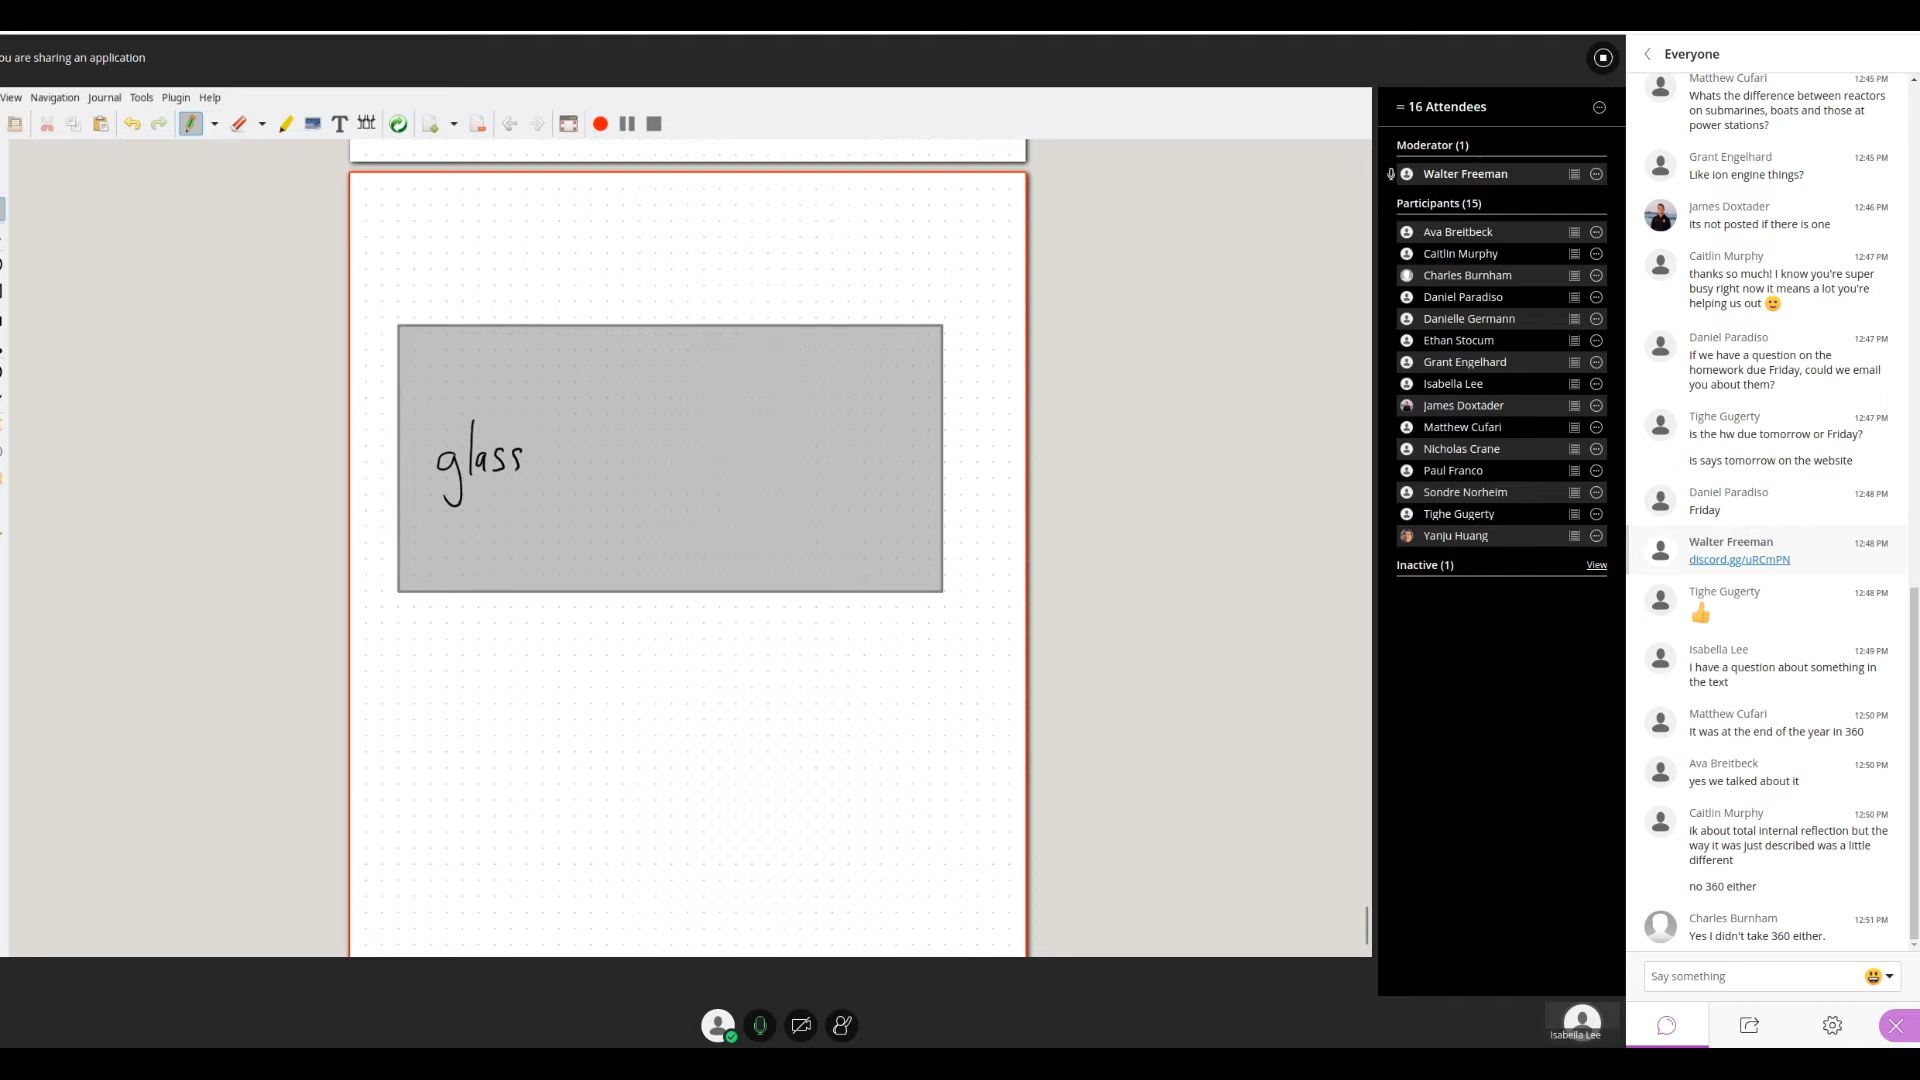 ou are sharing an application
View Navigation Journal Tools Plugin Help
T
glass
= 16 Attendees
Moderator (1)
Walter Freeman
Participants (15)
Ava Breitbeck
Caitlin Murphy
Charles Burnham
Daniel Paradiso
Danielle Germann
Ethan Stocum
Grant Engelhard
Isabella Lee
James Doxtader
Matthew Cufari
Nicholas Crane
Paul Franco
Sondre Norheim
Tighe Gugerty
Yanju Huang
Inactive (1) View
Isabella Lee
Everyone
Matthew Cufari 12:45 PM
Whats the difference between reactors
on submarines, boats and those at
power stations?
Grant Engelhard 12:45 PM
Like ion engine things?
James Doxtader 12:46 PM
its not posted if there is one
Caitlin Murphy 12:47 PM
thanks so much! I know you're super
busy right now it means a lot you're
helping us out 🙂
Daniel Paradiso 12:47 PM
If we have a question on the
homework due Friday, could we email
you about them?
Tighe Gugerty 12:47 PM
is the hw due tomorrow or Friday?
is says tomorrow on the website
Daniel Paradiso 12:48 PM
Friday
Walter Freeman 12:48 PM
discord.gg/uRCmPN
Tighe Gugerty 12:48 PM
👍
Isabella Lee 12:49 PM
I have a question about something in
the text
Matthew Cufari 12:50 PM
It was at the end of the year in 360
Ava Breitbeck 12:50 PM
yes we talked about it
Caitlin Murphy 12:50 PM
Ik about total internal reflection but the
way it was just described was a little
different
no 360 either
Charles Burnham 12:51 PM
Yes I didn't take 360 either.
Say something